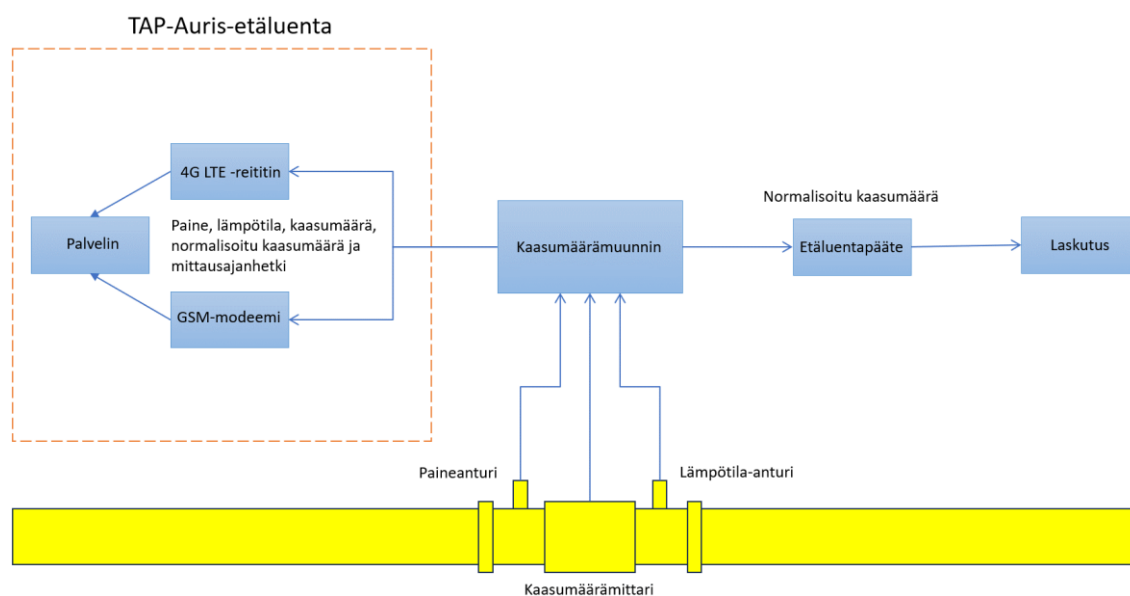 TAP-Auris-etäluenta
4G LTE -reititin
Palvelin
Paine, lämpötila, kaasumäärä,
normalisoitu kaasumäärä ja
mittausajanhetki
GSM-modeemi
Kaasumäärämuunnin
Normalisoitu kaasumäärä
Etäluentapääte
Laskutus
Paineanturi
Lämpötila-anturi
Kaasumäärämittari